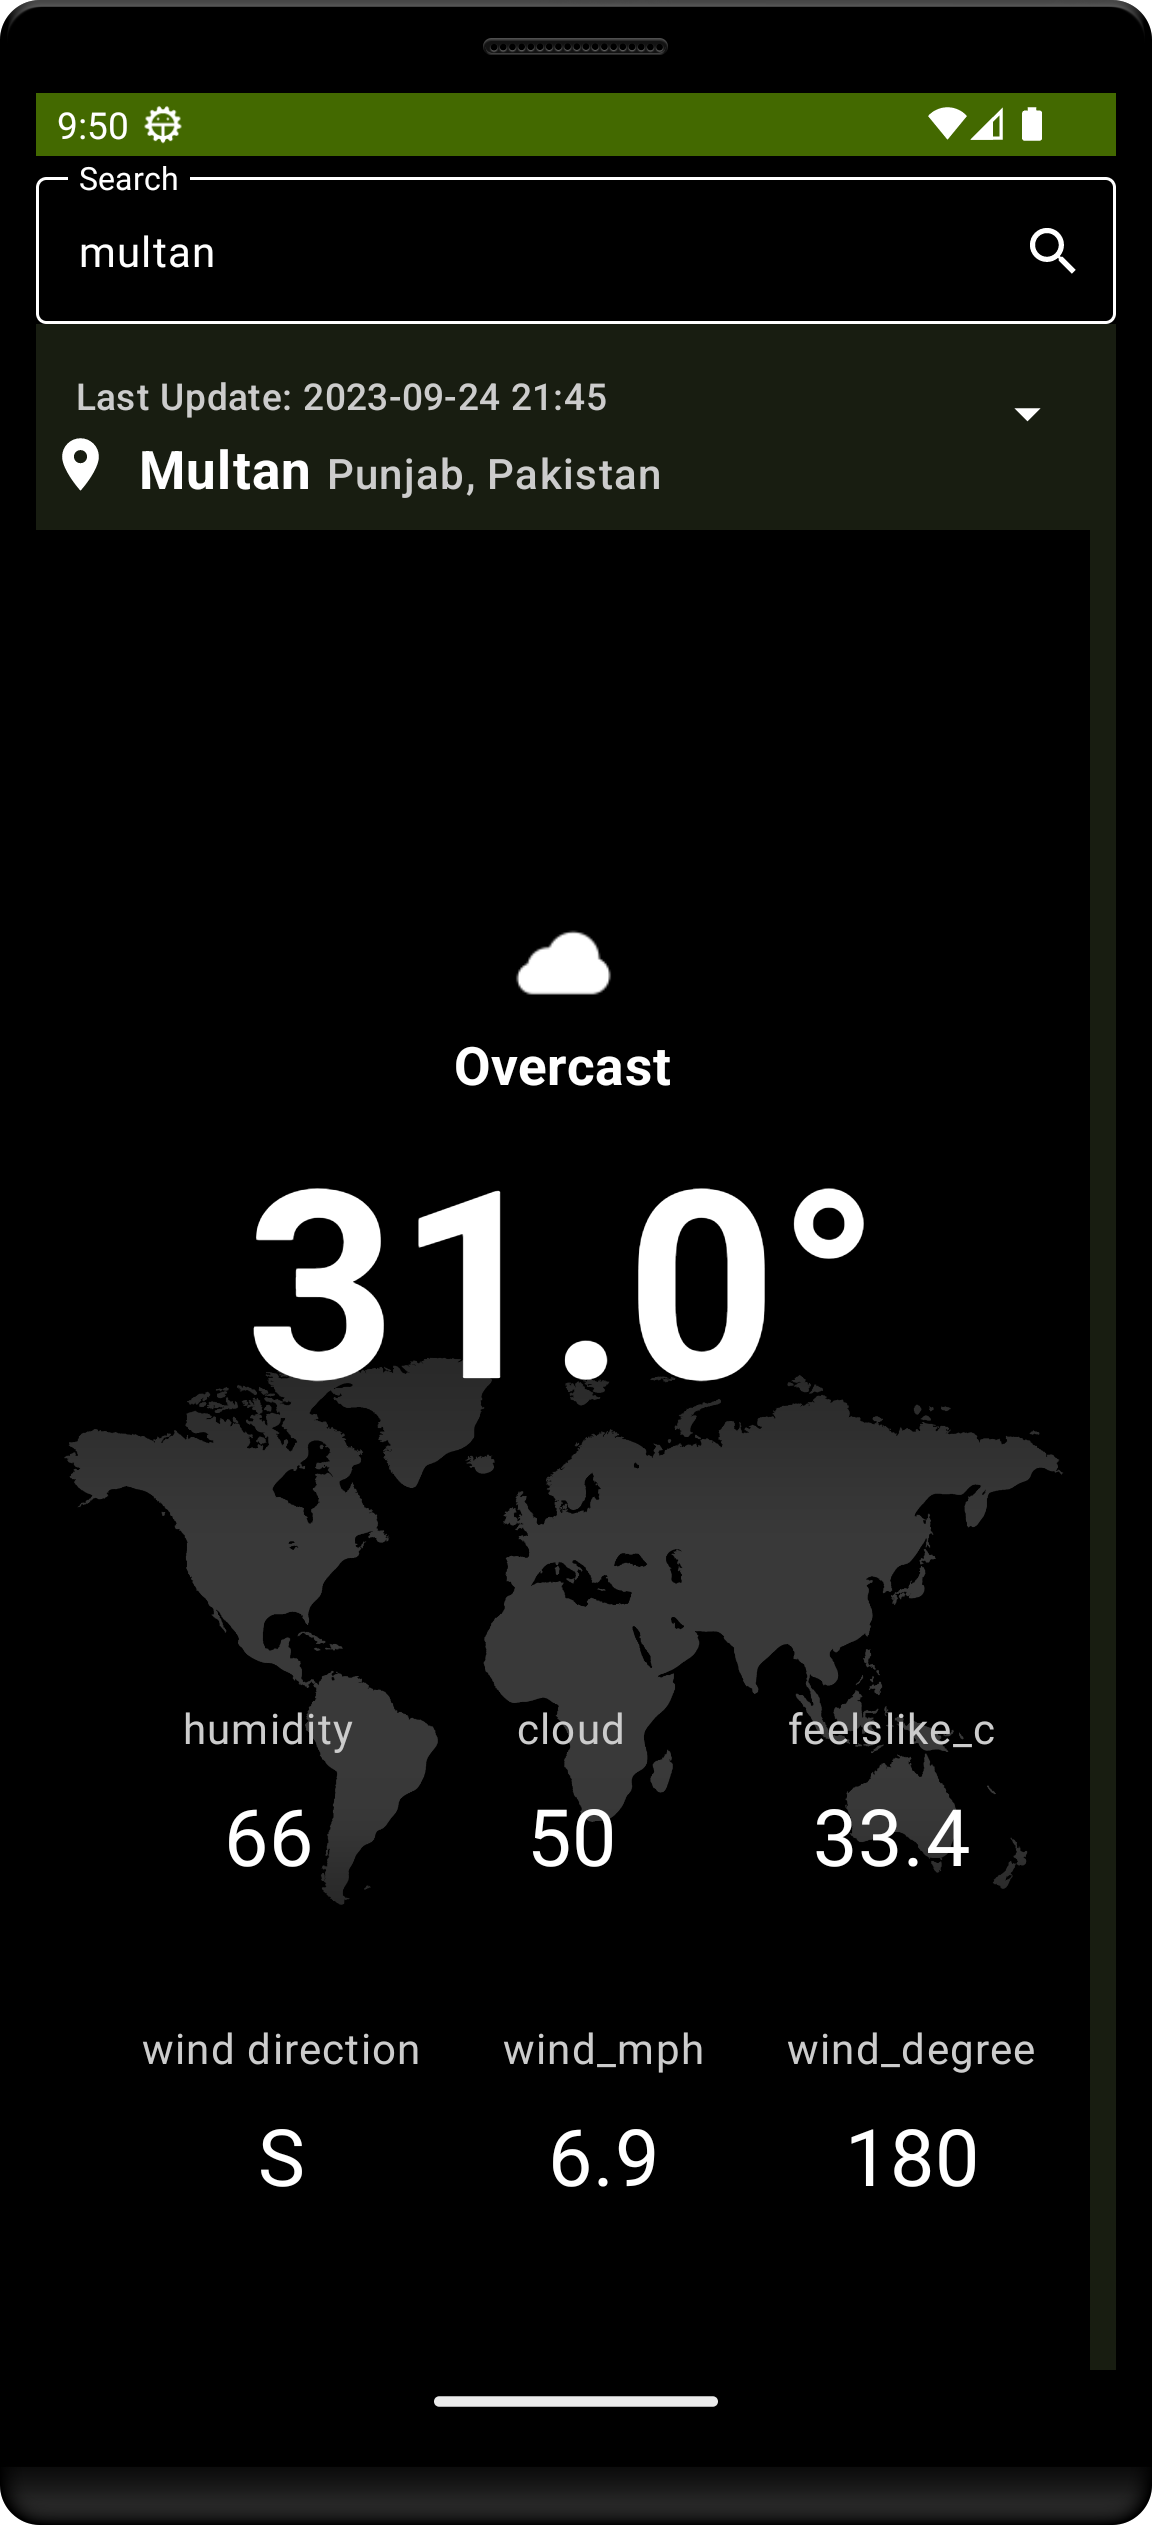 9:50
Search
multan
Last Update: 2023-09-24 21:45
Multan Punjab, Pakistan
Overcast
31.0°
humidity cloud feelslike_c
66 50 33.4
wind direction wind_mph wind_degree
S 6.9 180